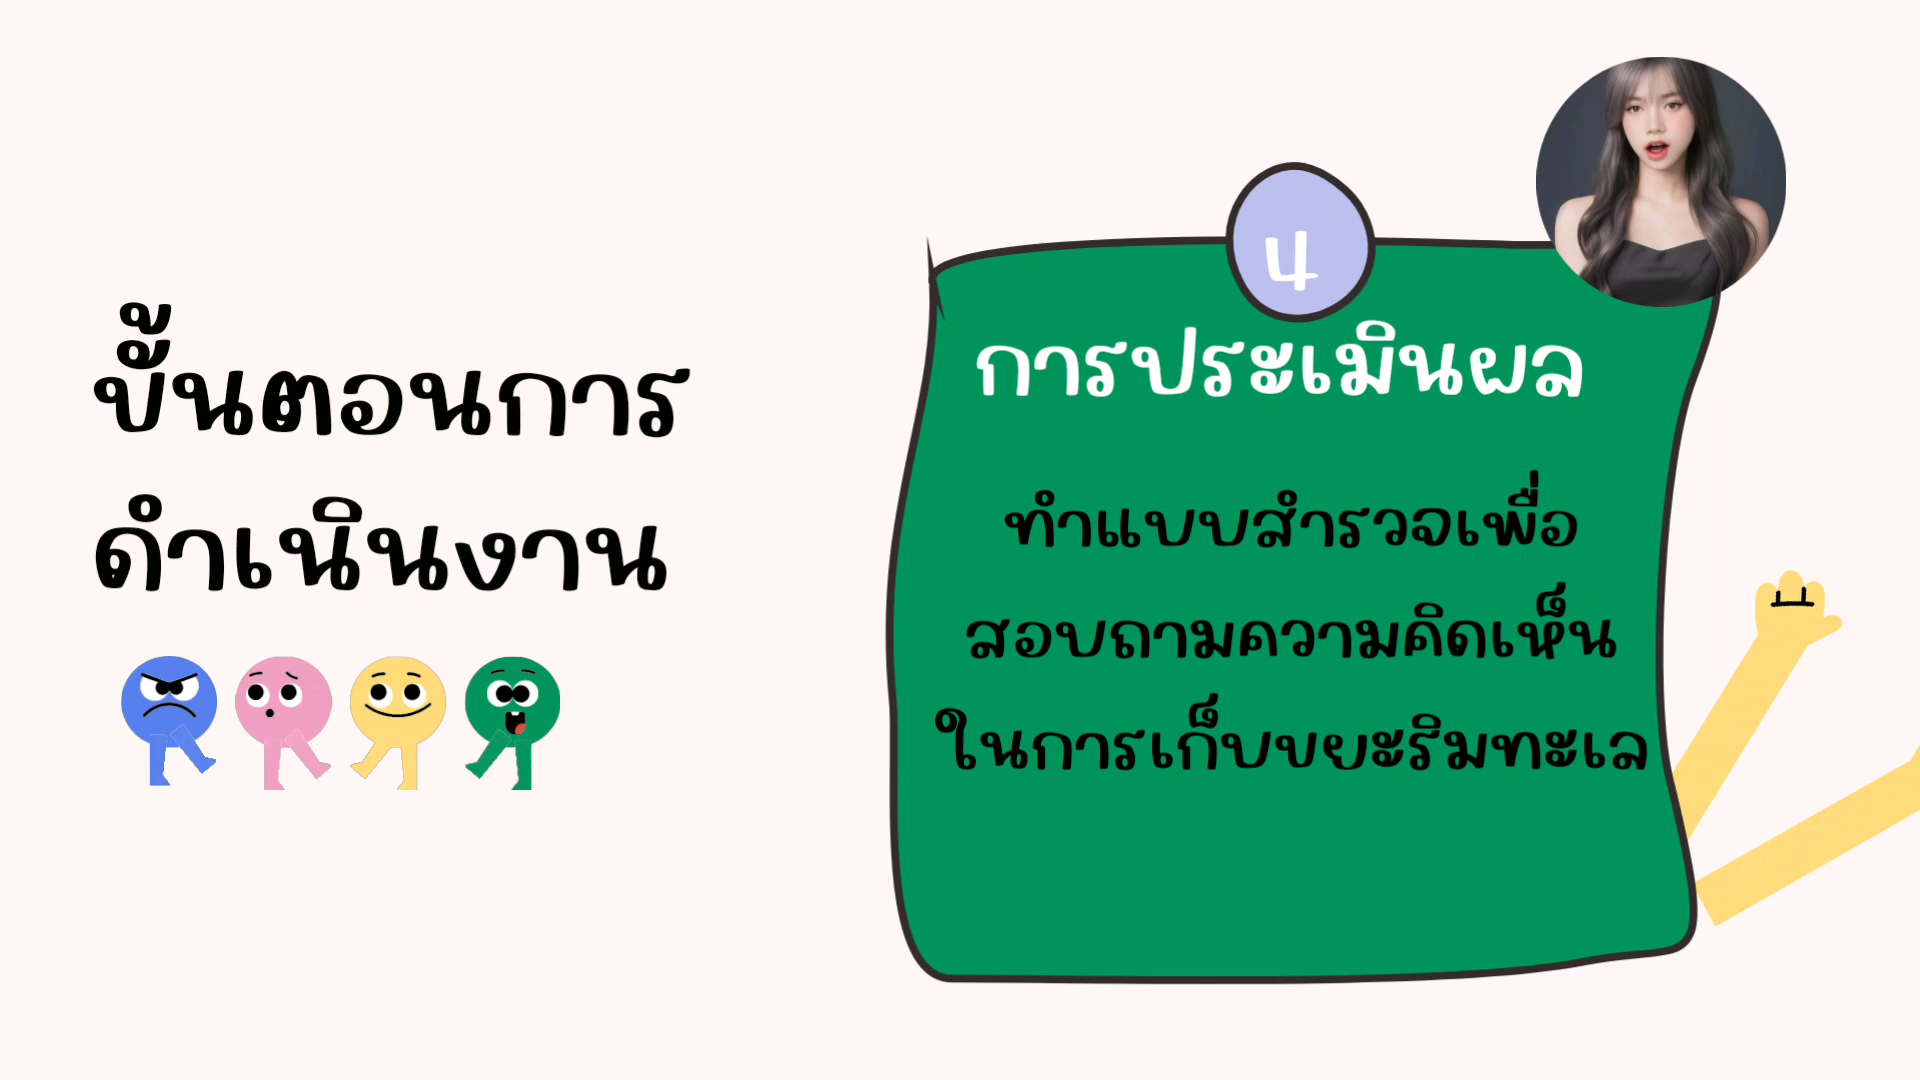 ขั้นตอนการ
ดำเนินงาน
4
การประเมินผล
ทำแบบสำรวจเพื่อ
สอบถามความคิดเห็น
ในการเก็บขยะริมทะเล